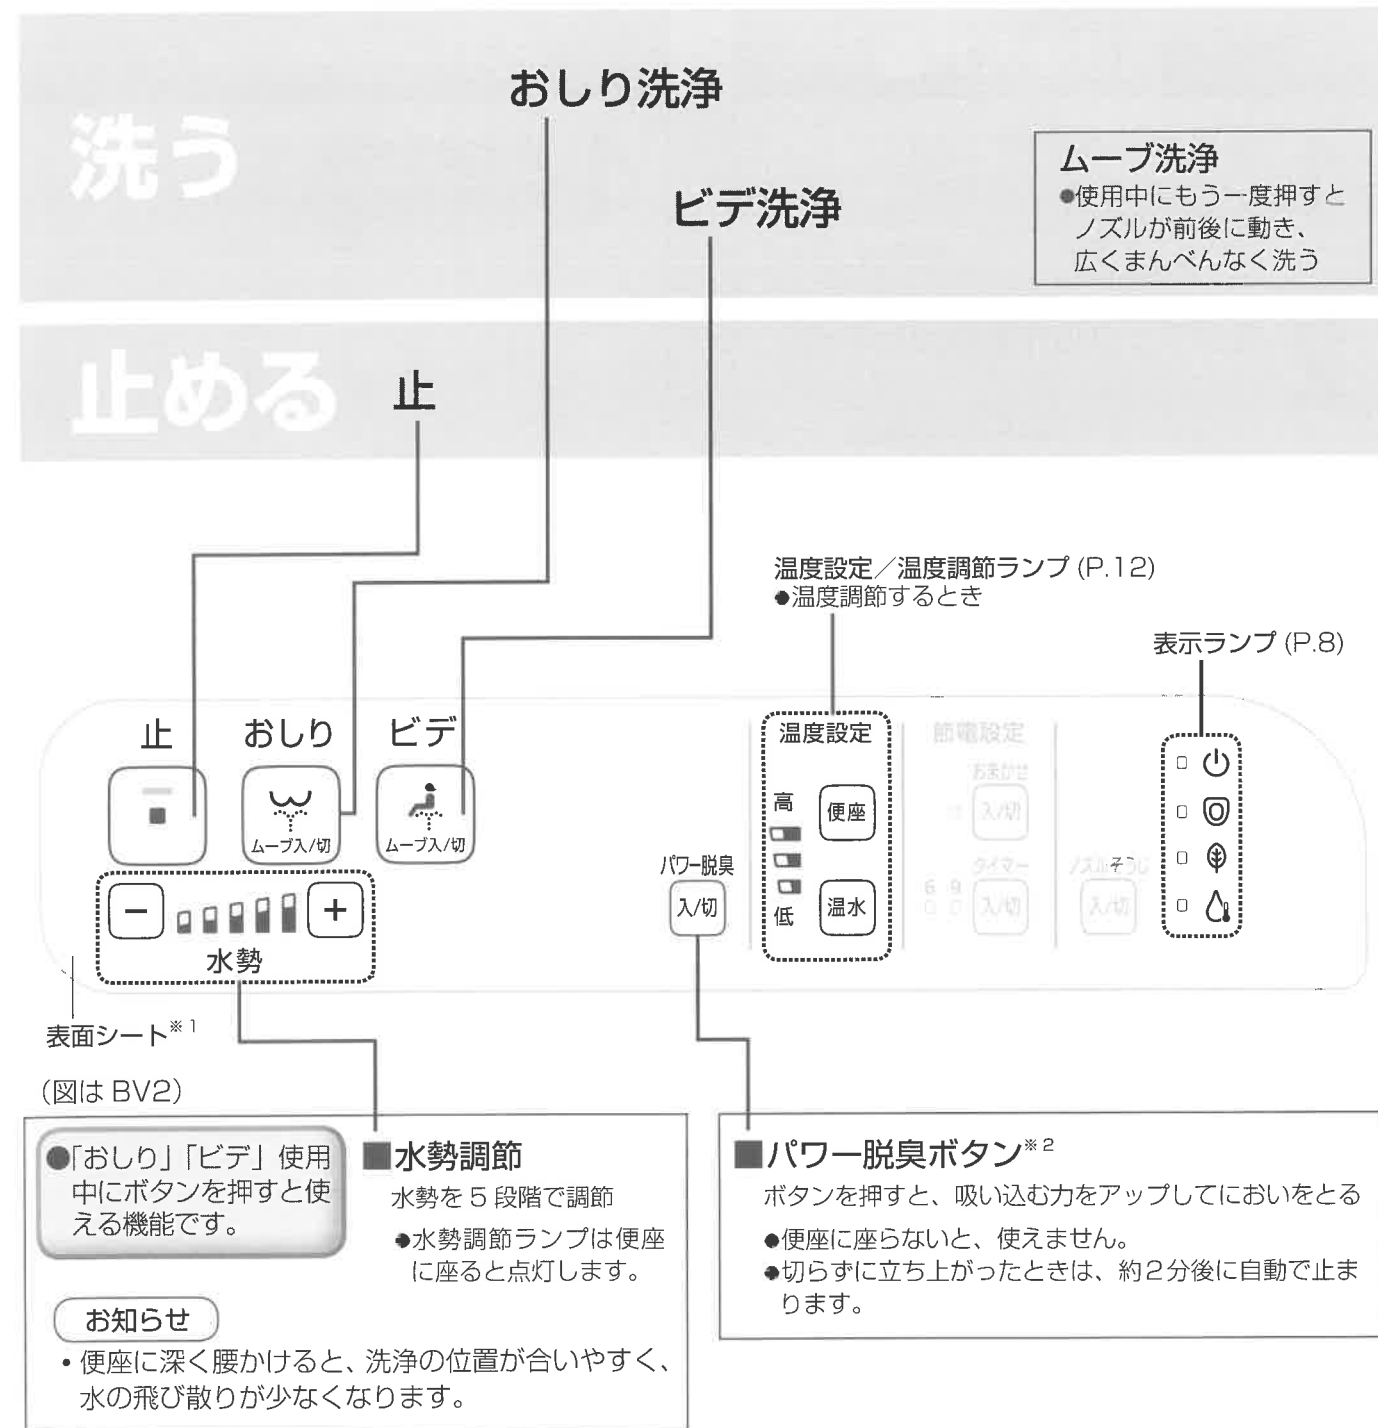 洗う
おしり洗浄
ビデ洗浄
ムーブ洗浄
●使用中にもう一度押すと
ノズルが前後に動き、
広くまんべんなく洗う
止める
止
温度設定／温度調節ランプ (P.12)
●温度調節するとき
表示ランプ (P.8)
止
おしり
ビデ
ムーブ入/切
ムーブ入/切
−
+
水勢
パワー脱臭
入/切
温度設定
高
低
便座
温水
節電設定
おまかせ
入/切
タイマー
6 9
入/切
ノズルそうじ
入/切
表面シート※1
（図は BV2）
●「おしり」「ビデ」使用
中にボタンを押すと使
える機能です。
■水勢調節
水勢を 5 段階で調節
●水勢調節ランプは便座
に座ると点灯します。
お知らせ
・便座に深く腰かけると、洗浄の位置が合いやすく、
水の飛び散りが少なくなります。
■パワー脱臭ボタン※2
ボタンを押すと、吸い込む力をアップしてにおいをとる
●便座に座らないと、使えません。
●切らずに立ち上がったときは、約2分後に自動で止ま
ります。